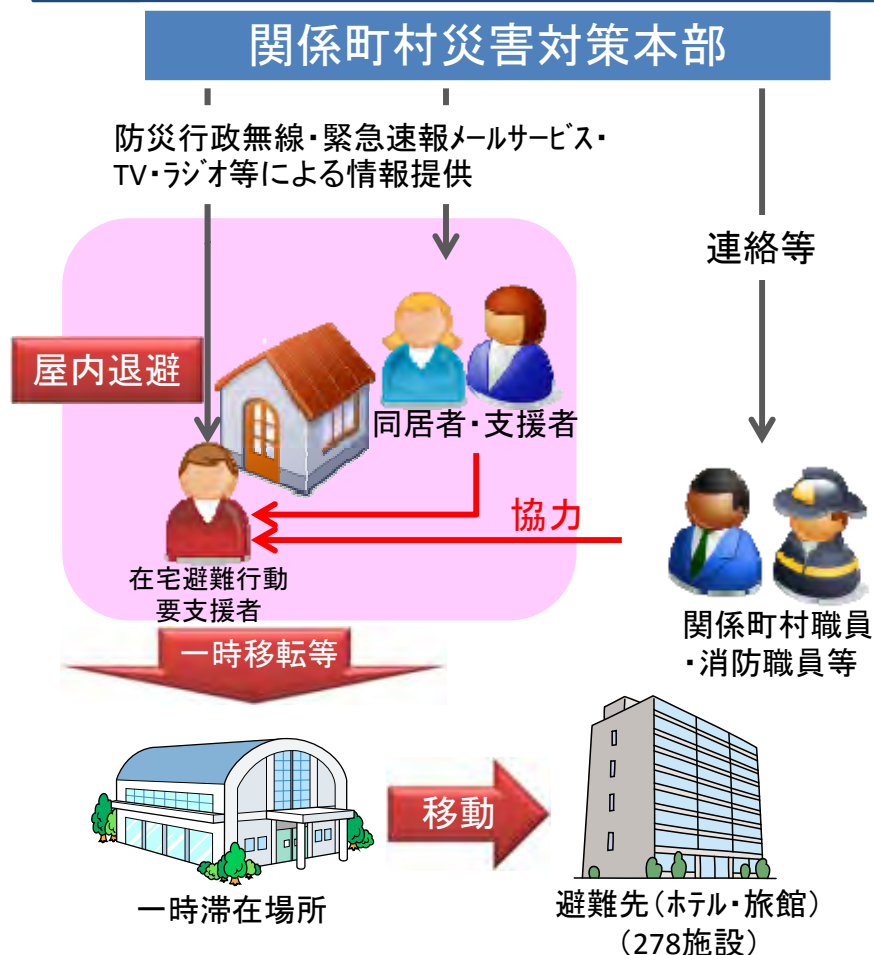 関係町村災害対策本部
防災行政無線・緊急速報メールサービス・
TV・ラジオ等による情報提供
連絡等
屋内退避
同居者・支援者
協力
在宅避難行動
要支援者
関係町村職員
・消防職員等
一時移転等
移動
一時滞在場所
避難先（ホテル・旅館）
（278施設）